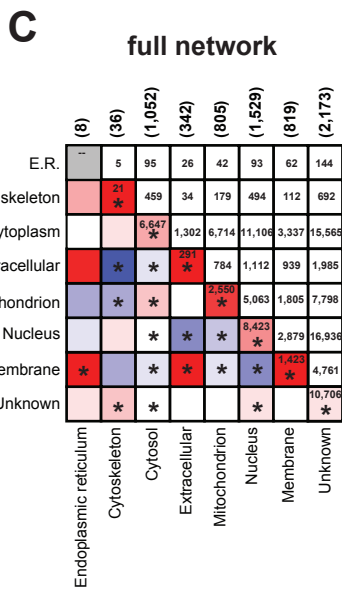 C
full network
(8) (36) (1,052) (342) (805) (1,529) (819) (2,173)
E.R. -- 5 95 26 42 93 62 144
skeleton 21 * 459 34 179 494 112 692
ytoplasm 6,647 * 1,302 6,714 11,106 3,337 15,565
racellular * * 291 * 784 1,112 939 1,985
chondrion * * 2,550 * 5,063 1,805 7,798
Nucleus * * * 8,423 * 2,879 16,936
embrane * * * * * 1,423 * 4,761
Unknown * * * 10,706 *
Endoplasmic reticulum
Cytoskeleton
Cytosol
Extracellular
Mitochondrion
Nucleus
Membrane
Unknown